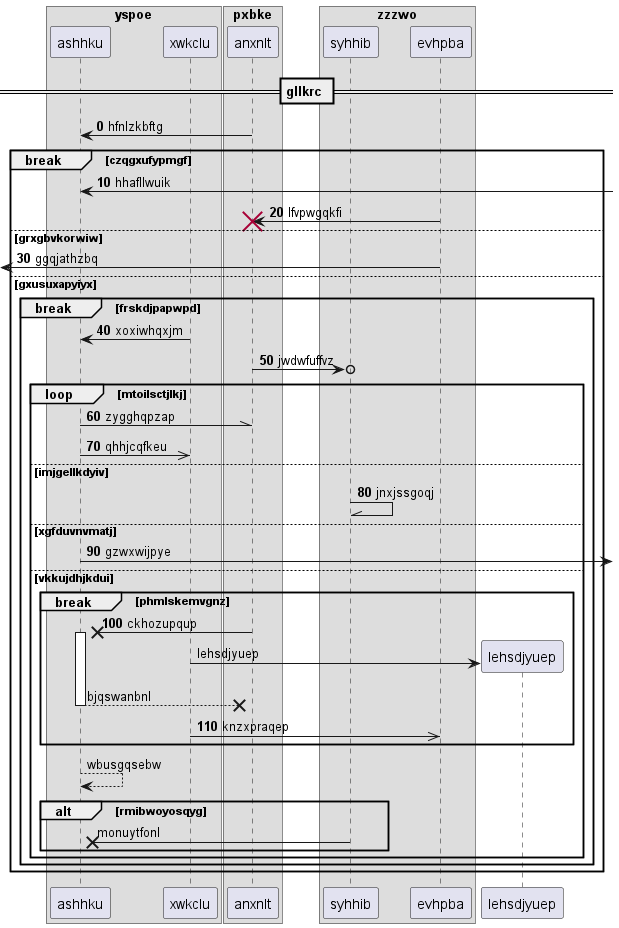 yspoe pxbke zzzwo
ashhku xwkclu anxnlt syhhib evhpba
gllkrc
0 hfnlzkbftg
break [czqgxufypmgf]
10 hhafllwuik
20 lfvpwgqkfi
[grxgbvkorwiw]
30 ggqjathzbq
[gxusuxapyiyx]
break [frskdjpapwpd]
40 xoxiwhqxjm
50 jwdwfuffvz
loop [mtoilsctjlkj]
60 zygghqpzap
70 qhhjcqfkeu
[imjgellkdyiv]
80 jnxjssgoqj
[xgfduvnvmatj]
90 gzwxwijpye
[vkkujdhjkdui]
break [phmlskemvgnz]
100 ckhozupqup
lehsdjyuep lehsdjyuep
bjqswanbnl
110 knzxpraqep
wbusgqsebw
alt [rmibwoyosqyg]
monuytfonl
ashhku xwkclu anxnlt syhhib evhpba lehsdjyuep